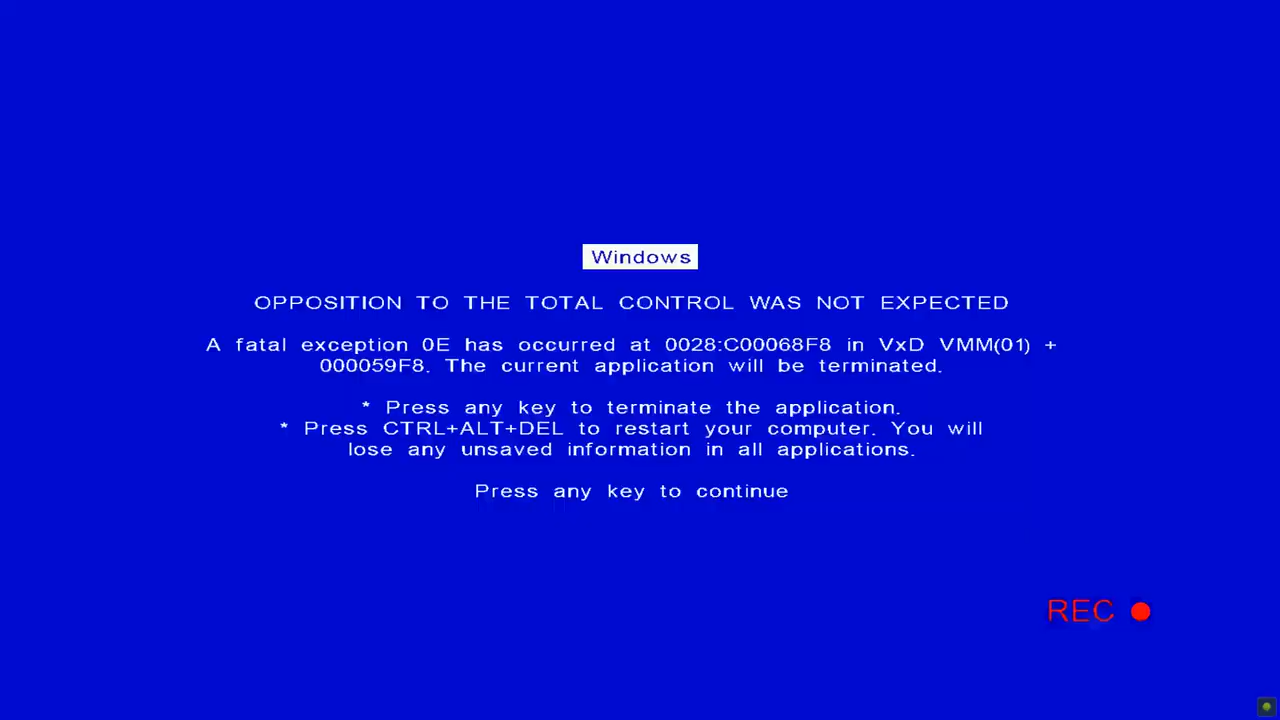 Windows
OPPOSITION TO THE TOTAL CONTROL WAS NOT EXPECTED
A fatal exception 0E has occurred at 0028:C00068F8 in VxD VMM(01) +
000059F8. The current application will be terminated.
* Press any key to terminate the application.
* Press CTRL+ALT+DEL to restart your computer. You will
lose any unsaved information in all applications.
Press any key to continue
REC